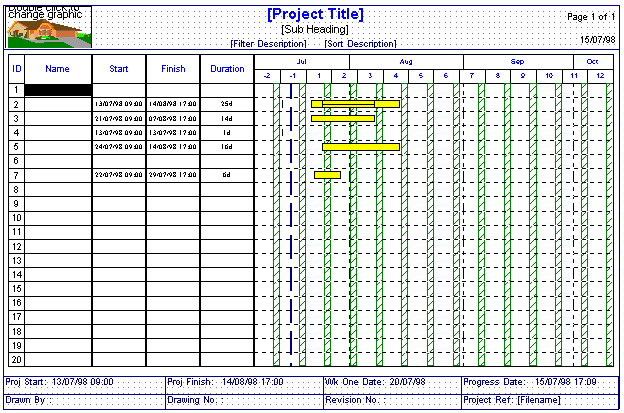 Double click to
change graphic
[Project Title]
[Sub Heading]
[Filter Description] [Sort Description]
Page 1 of 1
15/07/98
ID Name Start Finish Duration Jul Aug Sep Oct
-2 -1 1 2 3 4 5 6 7 8 9 10 11 12
1
2 13/07/98 09:00 14/08/98 17:00 25d
3 21/07/98 09:00 07/08/98 17:00 14d
4 13/07/98 09:00 13/07/98 17:00 1d
5 24/07/98 09:00 14/08/98 17:00 16d
6
7 22/07/98 09:00 29/07/98 17:00 6d
8
9
10
11
12
13
14
15
16
17
18
19
20
Proj Start: 13/07/98 09:00 Proj Finish: 14/08/98 17:00 Wk One Date: 20/07/98 Progress Date: 15/07/98 17:09
Drawn By : Drawing No. : Revision No. : Project Ref: [Filename]